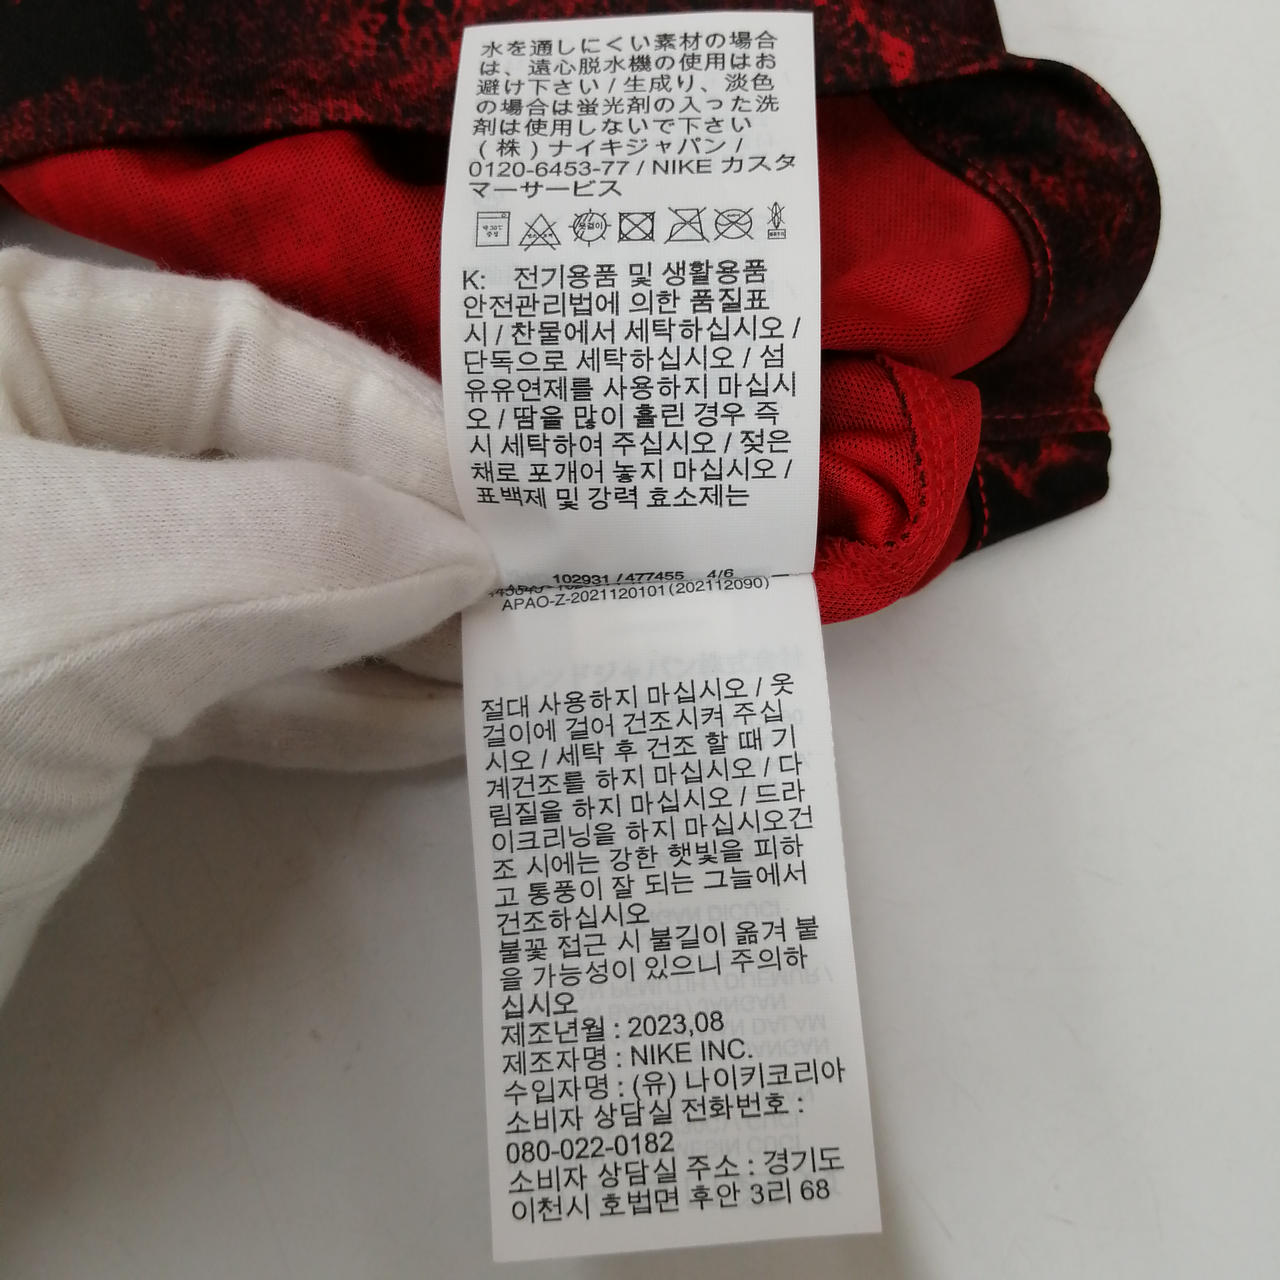 水を通しにくい素材の場合
は、遠心脱水機の使用はお
避け下さい / 生成り、淡色
の場合は蛍光剤の入った洗
剤は使用しないで下さい
(株)ナイキジャパン /
0120-6453-77 / NIKE カスタ
マーサービス
K: 전기용품 및 생활용품
안전관리법에 의한 품질표
시 / 찬물에서 세탁하십시오 /
단독으로 세탁하십시오 / 섬
유유연제를 사용하지 마십시
오 / 땀을 많이 흘린 경우 즉
시 세탁하여 주십시오 / 젖은
채로 포개어 놓지 마십시오 /
표백제 및 강력 효소제는
102931 / 477455 4/6
APAO-Z-2021120101(202112090)
절대 사용하지 마십시오 / 옷
걸이에 걸어 건조시켜 주십
시오 / 세탁 후 건조 할 때 기
계건조를 하지 마십시오 / 다
림질을 하지 마십시오 / 드라
이크리닝을 하지 마십시오건
조 시에는 강한 햇빛을 피하
고 통풍이 잘 되는 그늘에서
건조하십시오
불꽃 접근 시 불길이 옮겨 붙
을 가능성이 있으니 주의하
십시오
제조년월 : 2023,08
제조자명 : NIKE INC.
수입자명 : (유) 나이키코리아
소비자 상담실 전화번호 :
080-022-0182
소비자 상담실 주소 : 경기도
이천시 호법면 후안 3리 68